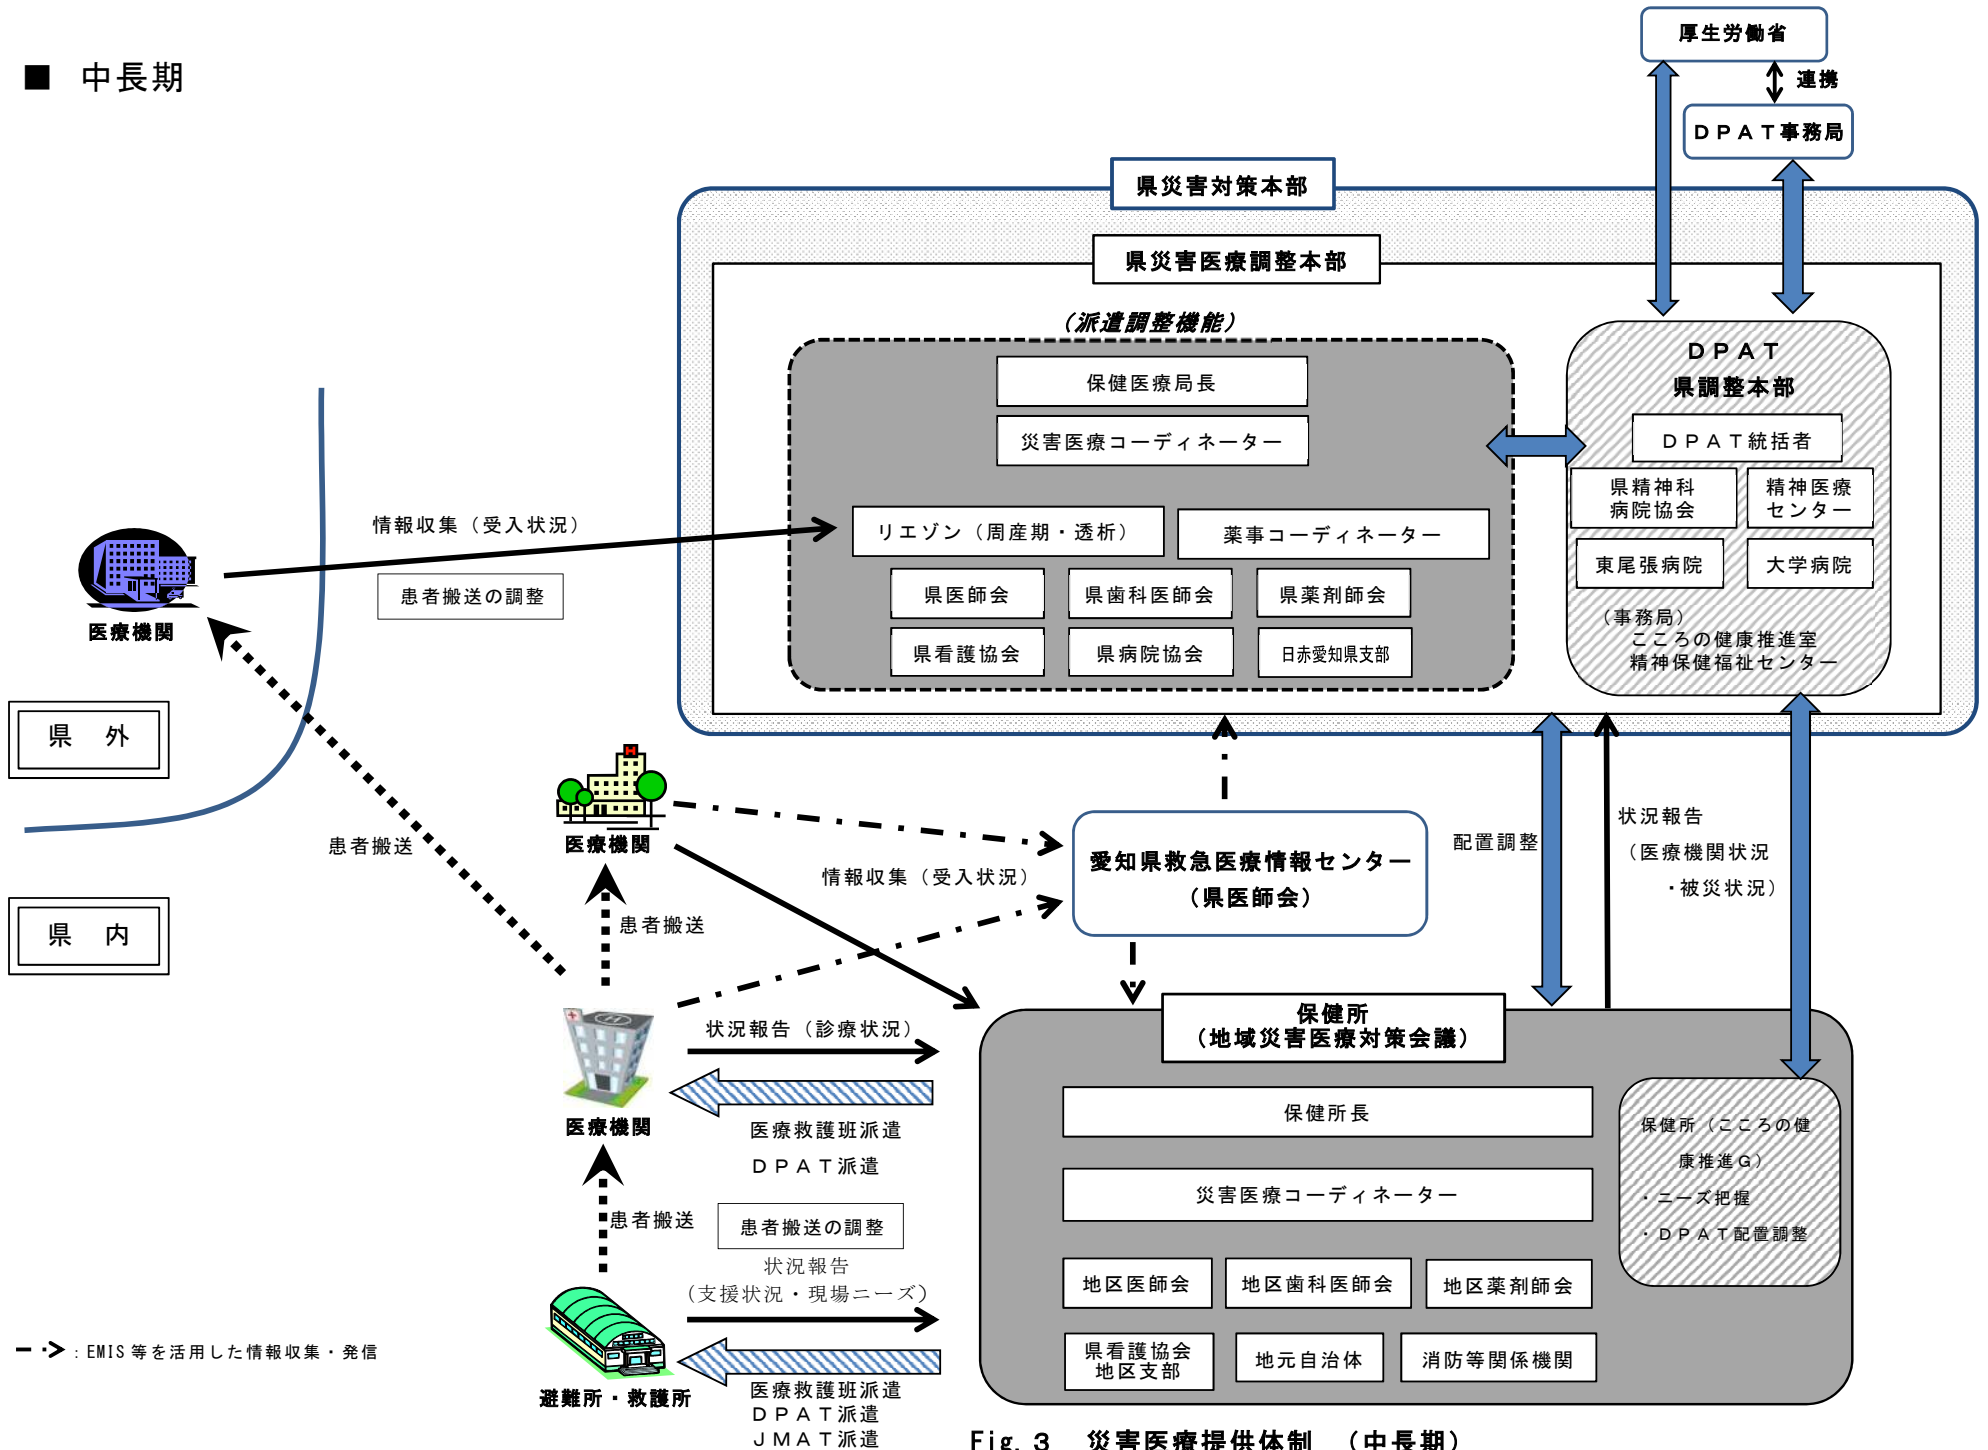 ■ 中長期
厚生労働省
連携
DPAT事務局
県災害対策本部
県災害医療調整本部
(派遣調整機能)
保健医療局長
災害医療コーディネーター
リエゾン(周産期・透析)
薬事コーディネーター
県医師会
県歯科医師会
県薬剤師会
県看護協会
県病院協会
日赤愛知県支部
DPAT
県調整本部
DPAT統括者
県精神科
病院協会
精神医療
センター
東尾張病院
大学病院
(事務局)
こころの健康推進室
精神保健福祉センター
情報収集(受入状況)
患者搬送の調整
医療機関
県 外
県 内
患者搬送
医療機関
患者搬送
情報収集(受入状況)
愛知県救急医療情報センター
(県医師会)
配置調整
状況報告
(医療機関状況
・被災状況)
医療機関
状況報告(診療状況)
医療救護班派遣
DPAT派遣
患者搬送
患者搬送の調整
状況報告
(支援状況・現場ニーズ)
避難所・救護所
医療救護班派遣
DPAT派遣
JMAT派遣
保健所
(地域災害医療対策会議)
保健所長
災害医療コーディネーター
地区医師会
地区歯科医師会
地区薬剤師会
県看護協会
地区支部
地元自治体
消防等関係機関
保健所(こころの健
康推進G)
・ニーズ把握
・DPAT配置調整
：EMIS等を活用した情報収集・発信
Fig.3 災害医療提供体制 (中長期)